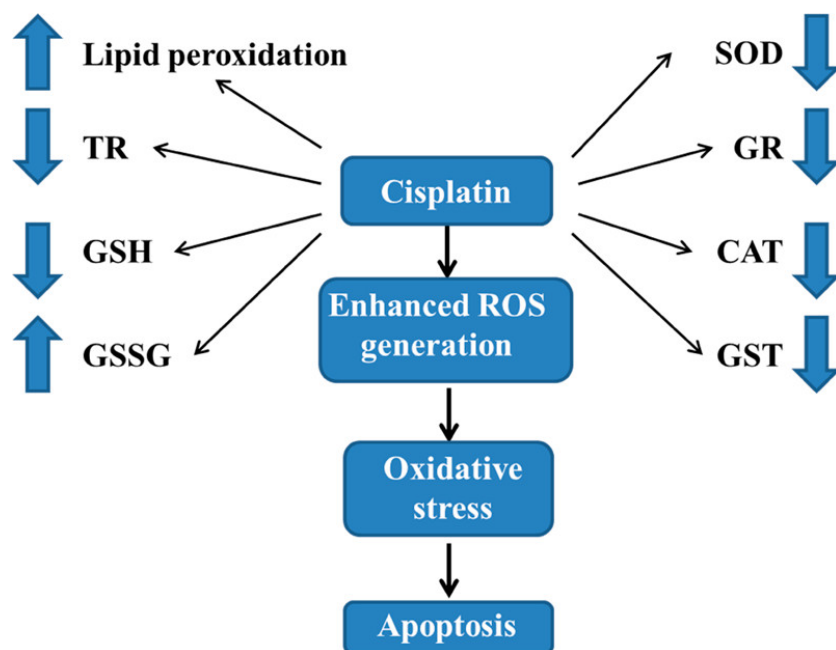 Lipid peroxidation
TR
GSH
GSSG
Cisplatin
Enhanced ROS
generation
Oxidative
stress
Apoptosis
SOD
GR
CAT
GST